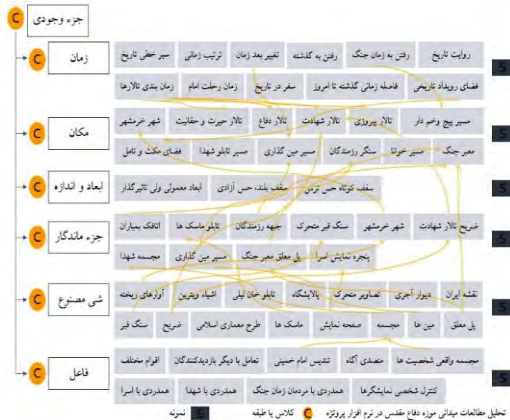 C جزء وجودی
C زمان
روایت تاریخ رفتن به زمان جنگ رفتن به گذشته تغییر بعد زمان ترتیب زمانی سیر خطی تاریخ
فضای رویداد تاریخی فاصله زمانی گذشته تا امروز سفر در تاریخ زمان رحلت امام زمان بندی تالارها
C مکان
مسیر پیچ وخم دار تالار پیروزی تالار شهادت تالار دفاع تالار حیرت و حقانیت شهر خرمشهر
معبر جنگ مسیر خوانا سنگر رزمندگان مسیر مین گذاری مسیر تابلو شهدا فضای مکث و تامل
C ابعاد و اندازه
سقف کوتاه حس ترس سقف بلند، حس آزادی ابعاد معمولی ولی تاثیرگذار
C جزء ماندگار
ضریح تالار شهادت شهر خرمشهر سنگ قبر متحرک جبهه رزمندگان تابلو ماسک ها اتاقک بمباران
پنجره نمایش اسرا پل معلق معبر جنگ مسیر مین گذاری مجسمه شهدا
C شی مصنوع
نقشه ایران دیوار آجری تصاویر متحرک پالایشگاه تابلو خان لیلی اشیاء ویترین آوارهای ریخته
پل معلق مین ها مجسمه صفحه نمایش ماسک ها طرح معماری اسلامی ضریح سنگ قبر
C فاعل
مجسمه واقعی شخصیت ها متصدی آگاه تندیس امام خمینی تعامل با دیگر بازدیدکنندگان اقوام مختلف
کنترل شخصی نمایشگرها همدردی با مردمان زمان جنگ همدردی با شهدا همدردی با اسرا
تحلیل مطالعات میدانی موزه دفاع مقدس در نرم افزار پروتژه C کلاس یا طبقه نمونه